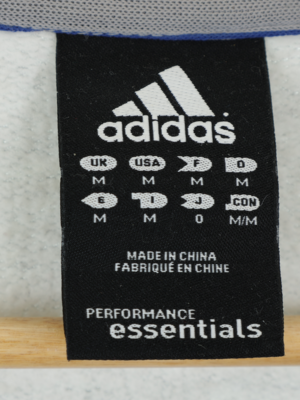 adidas
UK USA F D
M M M M
E I J CON
M M O M/M
MADE IN CHINA
FABRIQUÉ EN CHINE
PERFORMANCE
essentials